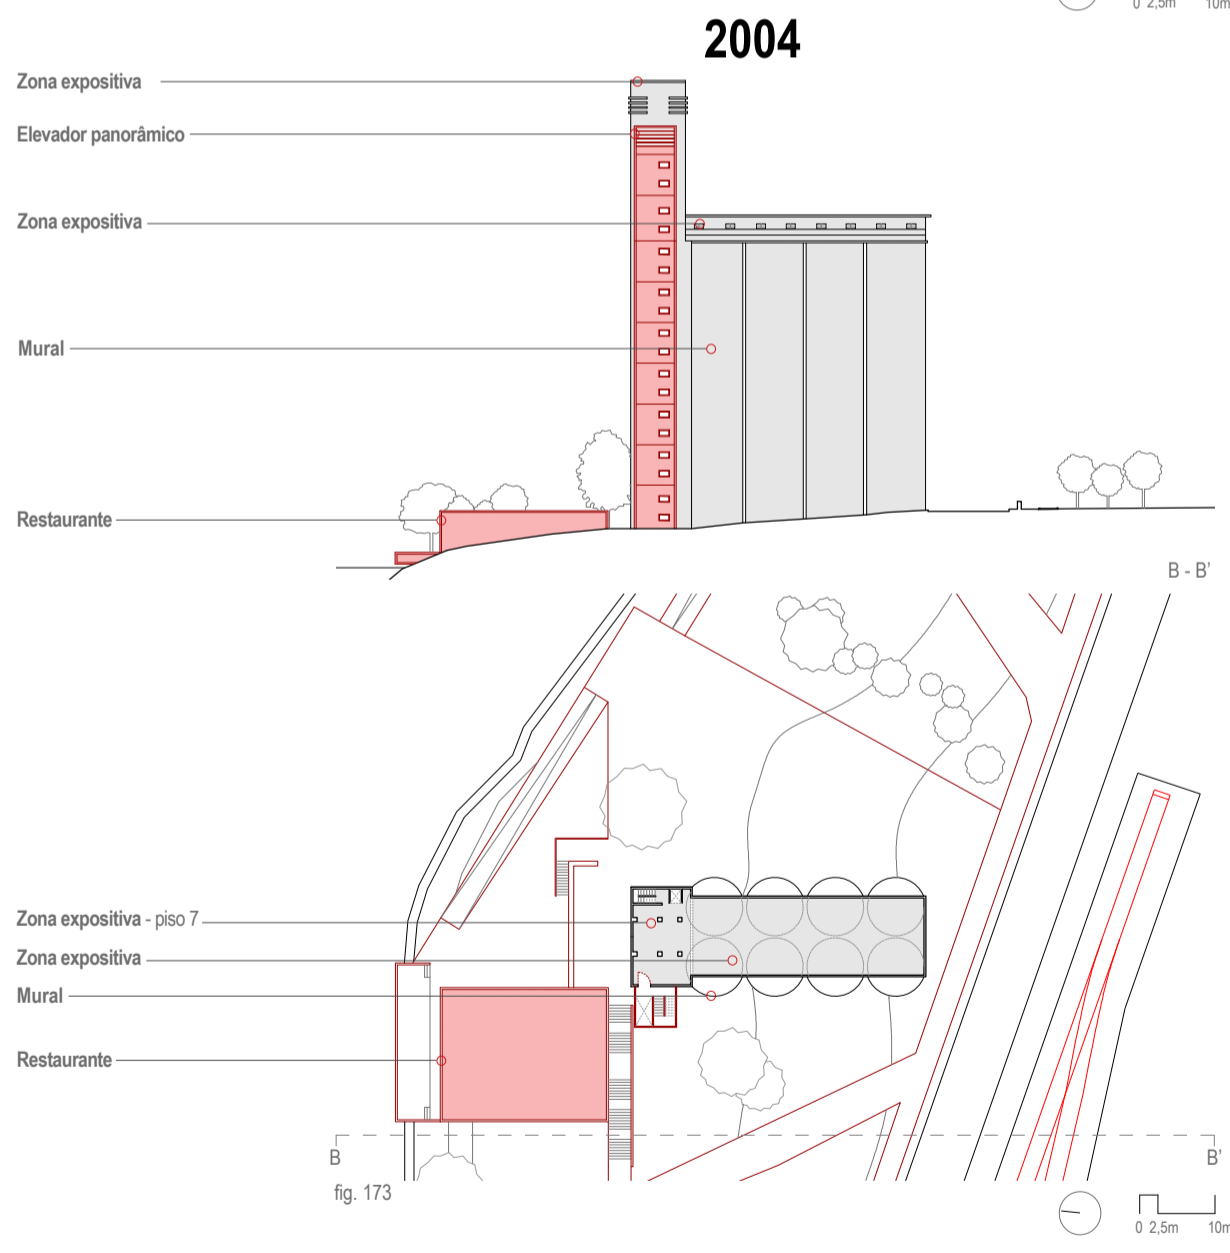 0 2,5m 10m
2004
Zona expositiva
Elevador panorâmico
Zona expositiva
Mural
Restaurante
B - B'
Zona expositiva - piso 7
Zona expositiva
Mural
Restaurante
B B'
fig. 173
0 2,5m 10m